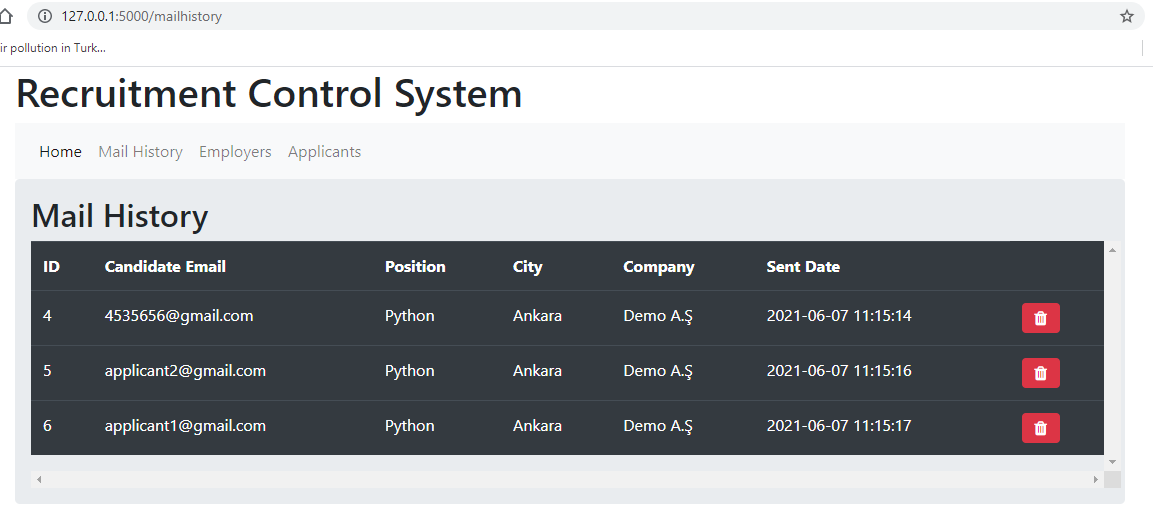 127.0.0.1:5000/mailhistory
ir pollution in Turk...
Recruitment Control System
Home Mail History Employers Applicants
Mail History
ID Candidate Email Position City Company Sent Date
4 4535656@gmail.com Python Ankara Demo A.Ş 2021-06-07 11:15:14
5 applicant2@gmail.com Python Ankara Demo A.Ş 2021-06-07 11:15:16
6 applicant1@gmail.com Python Ankara Demo A.Ş 2021-06-07 11:15:17